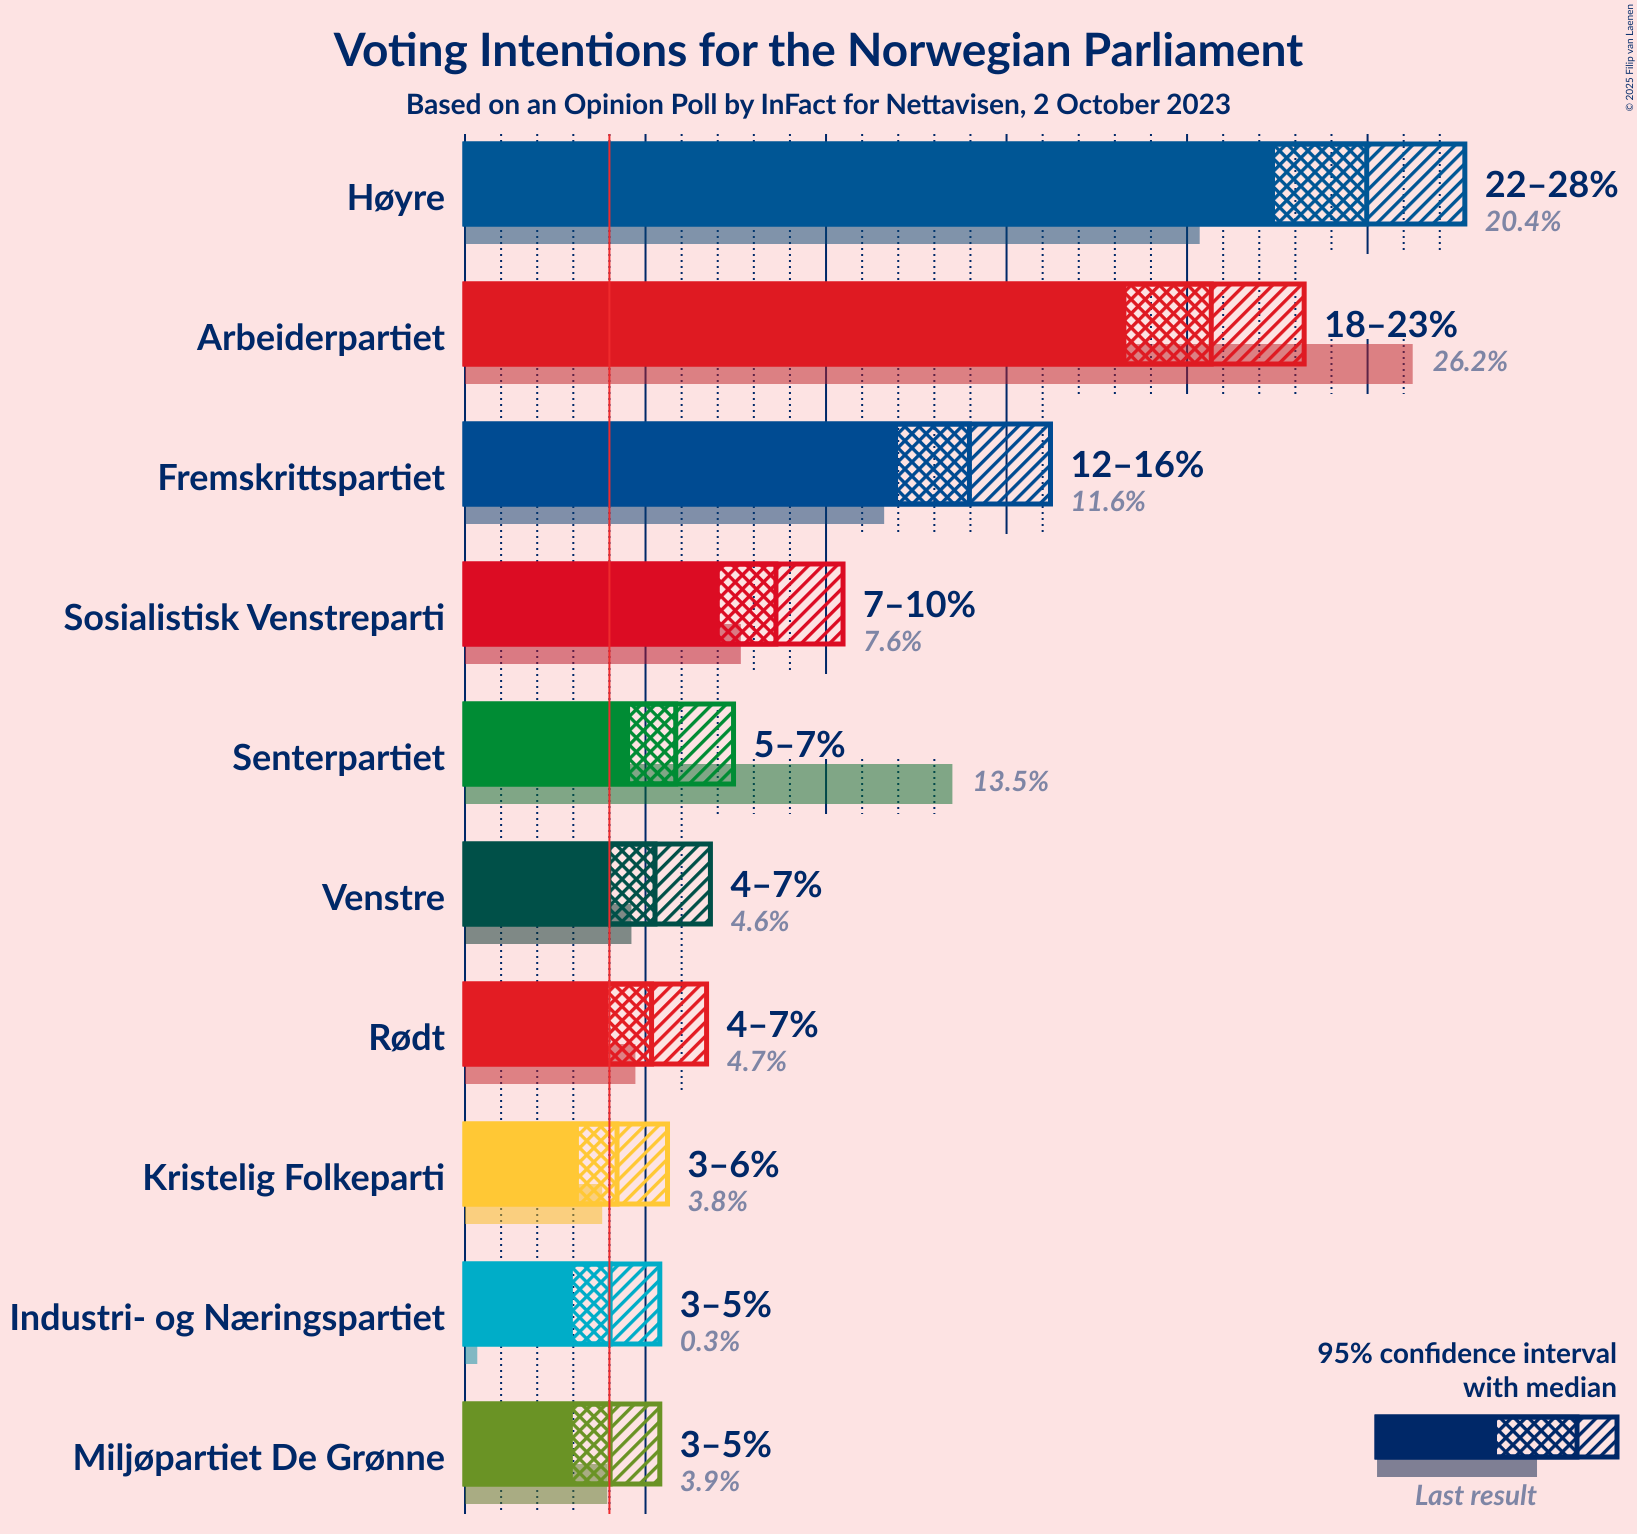 Voting Intentions for the Norwegian Parliament
Based on an Opinion Poll by InFact for Nettavisen, 2 October 2023
© 2025 Filip van Laenen
Høyre
22–28%
20.4%
Arbeiderpartiet
18–23%
26.2%
Fremskrittspartiet
12–16%
11.6%
Sosialistisk Venstreparti
7–10%
7.6%
Senterpartiet
5–7%
13.5%
Venstre
4–7%
4.6%
Rødt
4–7%
4.7%
Kristelig Folkeparti
3–6%
3.8%
Industri- og Næringspartiet
3–5%
0.3%
Miljøpartiet De Grønne
3–5%
3.9%
95% confidence interval
with median
Last result